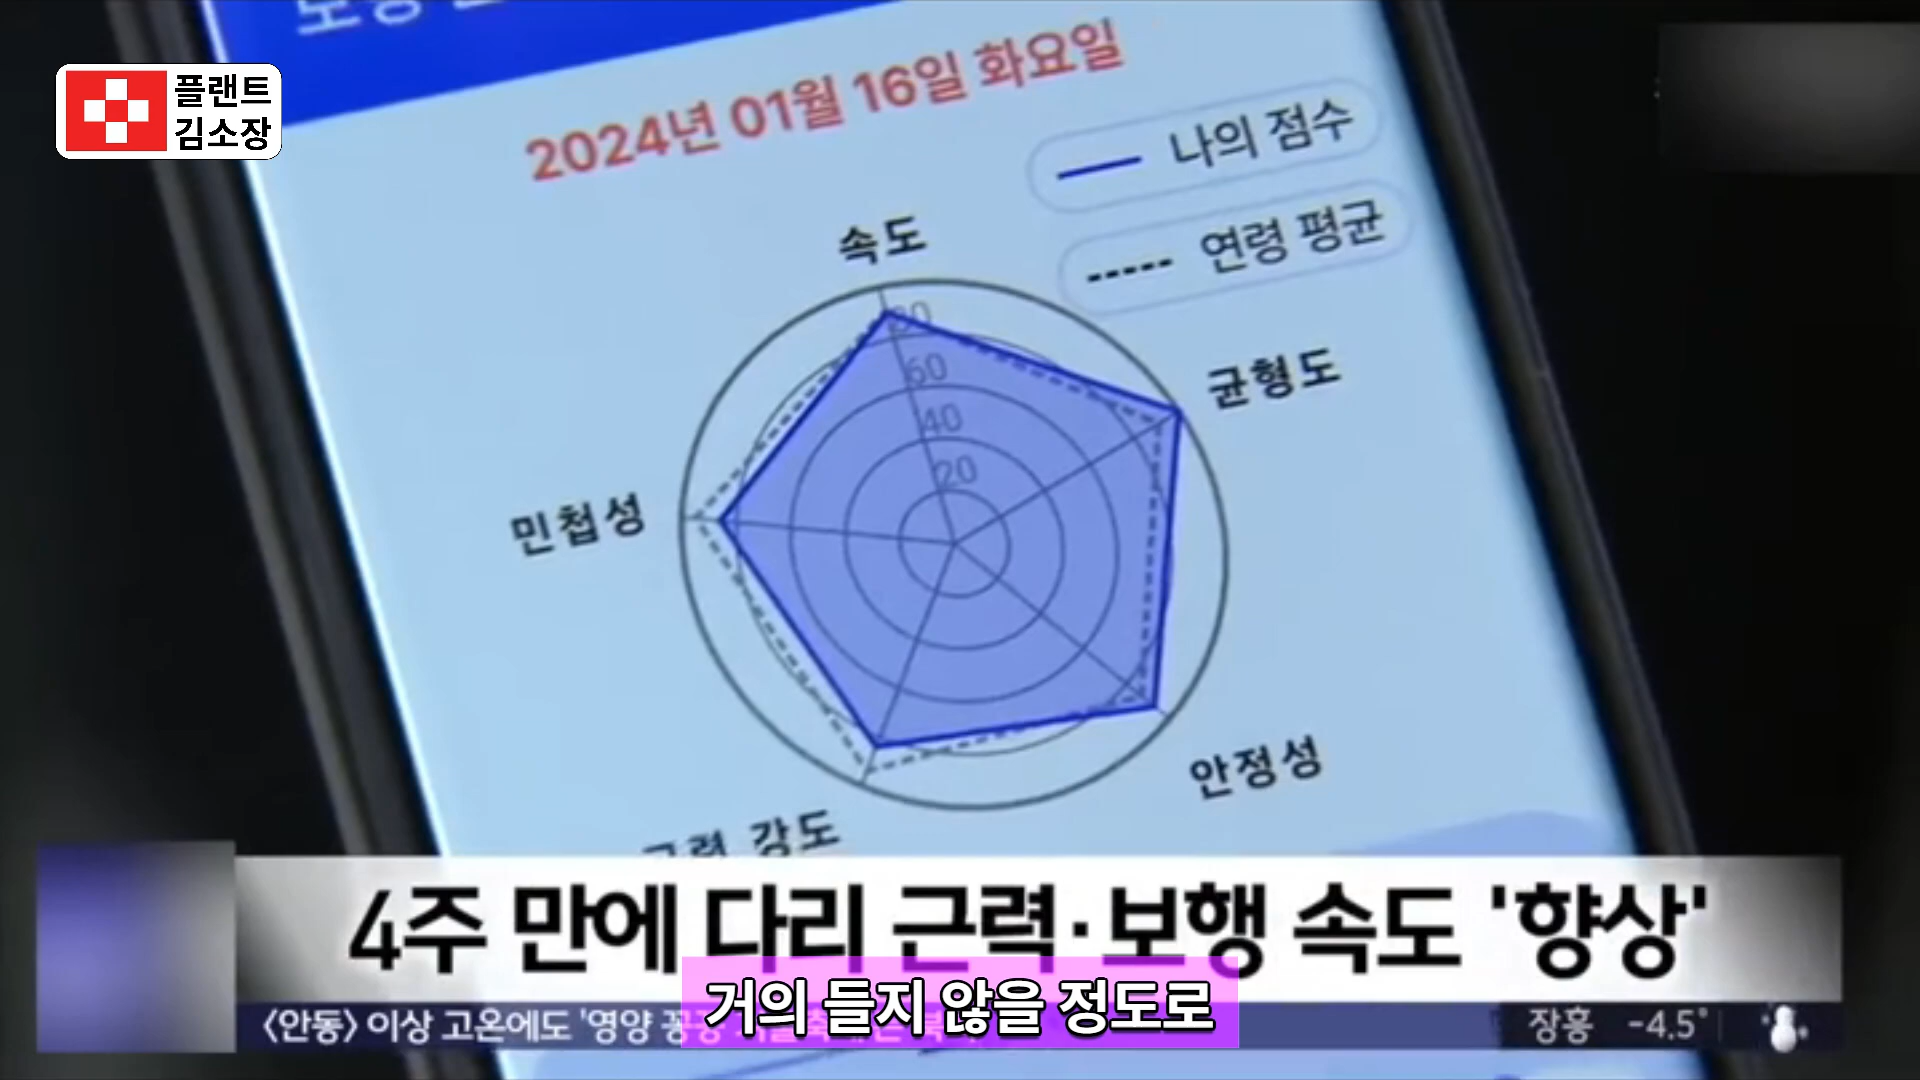 플랜트
김소장
2024년 01월 16일 화요일
나의 점수
연령 평균
속도
균형도
80
60
40
20
민첩성
안정성
강도
4주 만에 다리 근력·보행 속도 '향상'
거의 들지 않을 정도로
<안동> 이상 고온에도 '영양
장흥 -4.5°